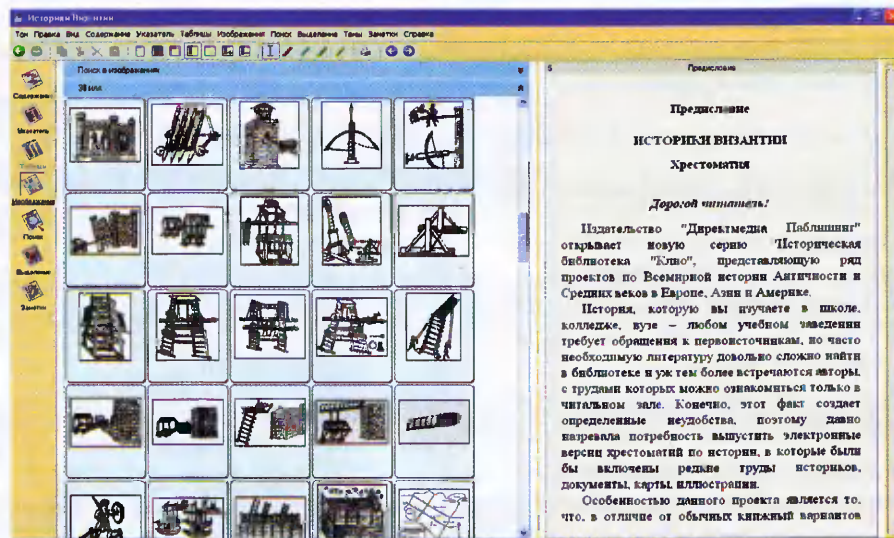 Историки Византии
Том Правка Вид Содержание Указатель Таблицы Изображения Поиск Выделение Темы Заметки Справка
Содержание
Указатель
Таблицы
Изображения
Поиск
Выделение
Заметки
Поиск в изображениях
5 Предисловие
Предисловие
ИСТОРИКИ ВИЗАНТИИ
Хрестоматия
Дорогой читатель!
Издательство "Директмедиа Паблишинг"
открывает новую серию "Историческая
библиотека "Клио", представляющую ряд
проектов по Всемирной истории Античности и
Средних веков в Европе, Азии и Америке.
История, которую вы изучаете в школе,
колледже, вузе – любом учебном заведении
требует обращения к первоисточникам, но часто
необходимую литературу довольно сложно найти
в библиотеке и уж тем более встречаются авторы,
с трудами которых можно ознакомиться только в
читальном зале. Конечно, этот факт создает
определенные неудобства, поэтому давно
назревала потребность выпустить электронные
версии хрестоматий по истории, в которые были
бы включены редкие труды историков,
документы, карты, иллюстрации.
Особенностью данного проекта является то,
что, в отличие от обычных книжный вариантов